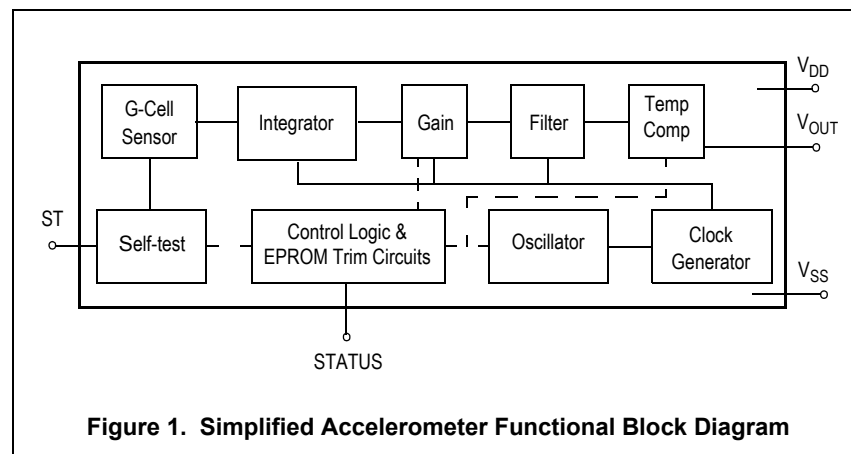 V_DD
G-Cell
Sensor
Integrator
Gain
Filter
Temp
Comp
V_OUT
ST
Self-test
Control Logic &
EPROM Trim Circuits
Oscillator
Clock
Generator
V_SS
STATUS
Figure 1. Simplified Accelerometer Functional Block Diagram